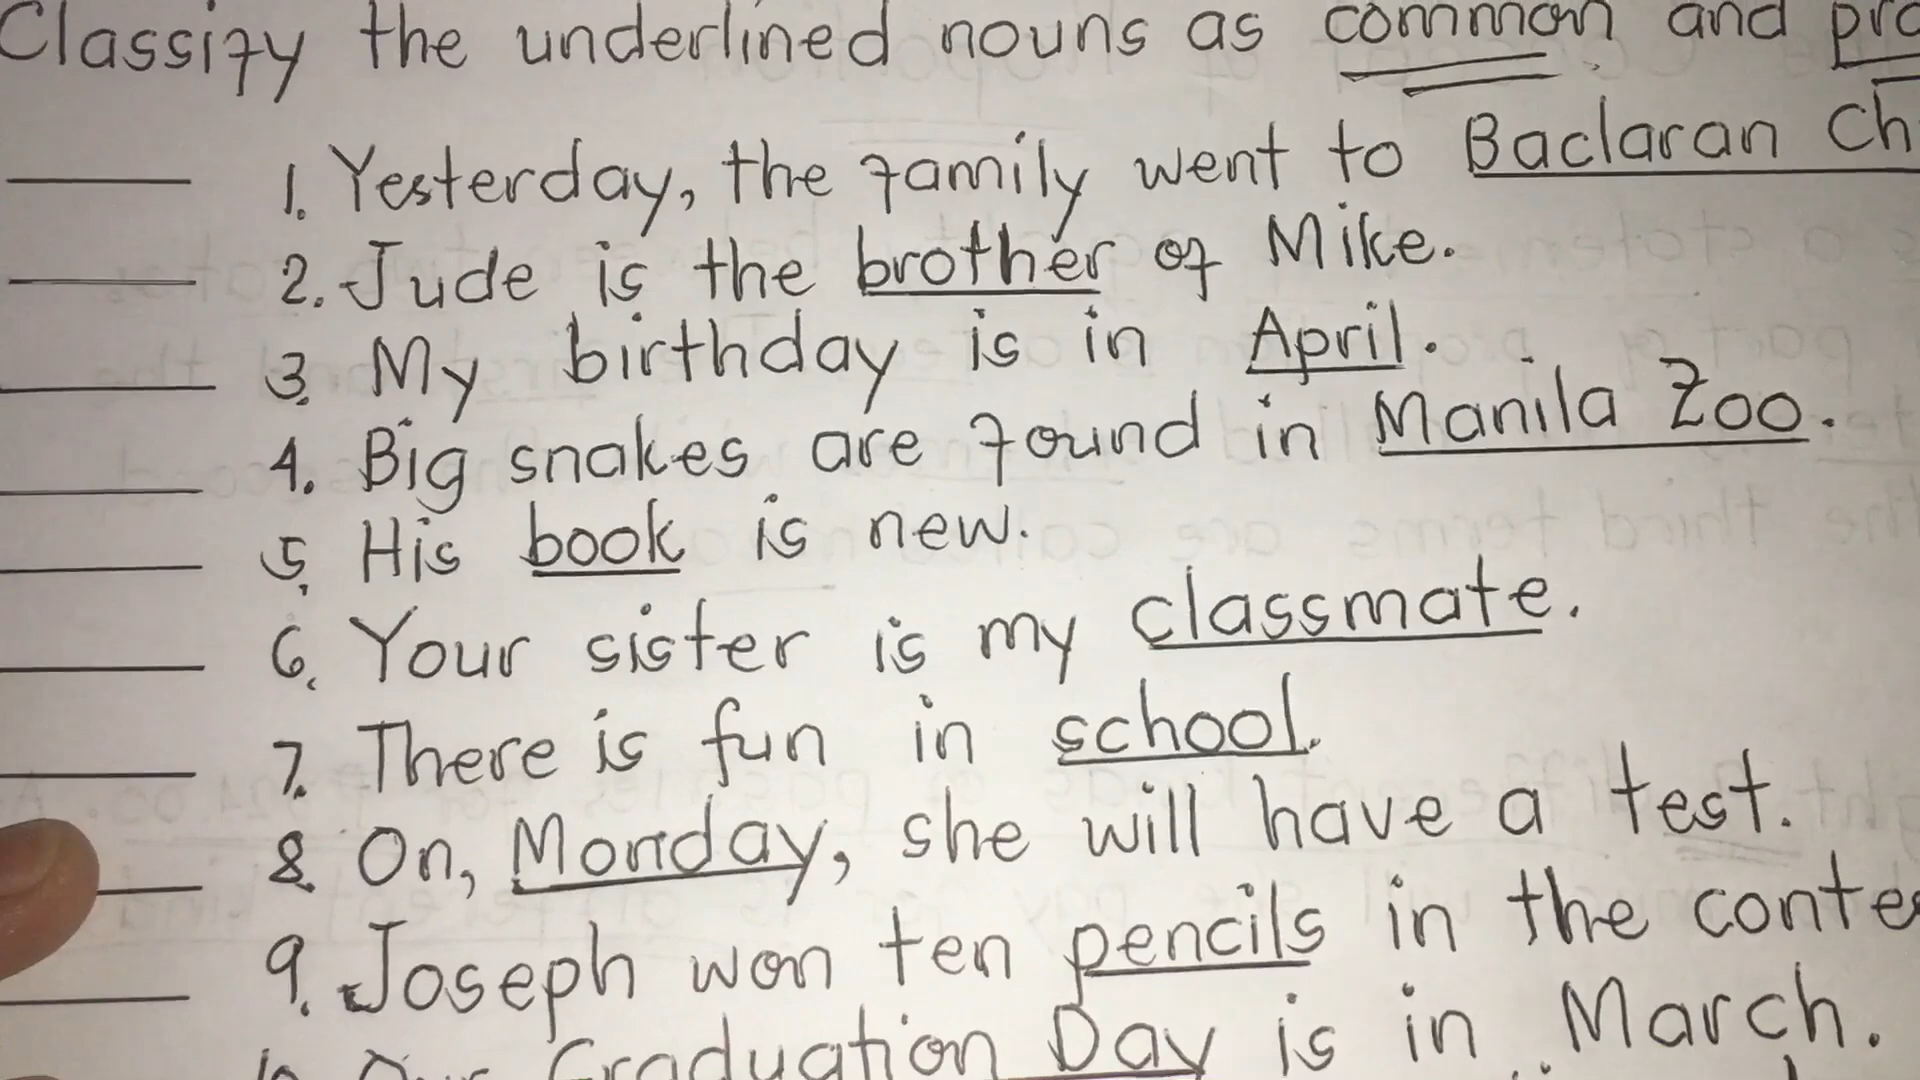 Classify the underlined nouns as common and
1. Yesterday, the family went to Baclaran
2. Jude is the brother of Mike.
3. My birthday is in April.
4. Big snakes are found in Manila Zoo.
5. His book is new.
6. Your sister is my classmate.
7. There is fun in school.
8. On, Monday, she will have a test.
9. Joseph won ten pencils in the
Graduation Day is in March.